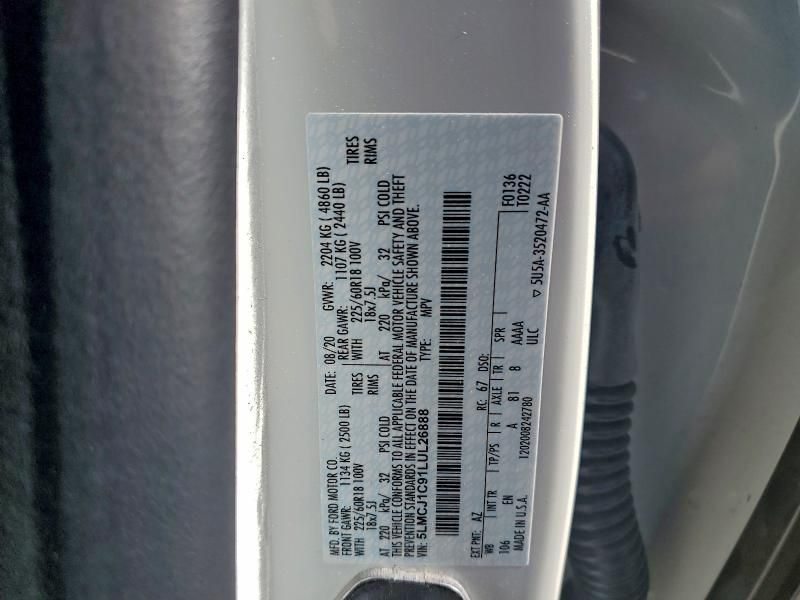 MFD. BY FORD MOTOR CO.
DATE: 08/20 GVWR: 2204 KG ( 4860 LB)
FRONT GAWR: 1134 KG ( 2500 LB) REAR GAWR: 1107 KG ( 2440 LB)
WITH 225/60R18 100V TIRES WITH 225/60R18 100V TIRES
18x7.5J RIMS 18x7.5J RIMS
AT 220 kPa/ 32 PSI COLD AT 220 kPa/ 32 PSI COLD
THIS VEHICLE CONFORMS TO ALL APPLICABLE FEDERAL MOTOR VEHICLE SAFETY AND THEFT
PREVENTION STANDARDS IN EFFECT ON THE DATE OF MANUFACTURE SHOWN ABOVE.
VIN: 5LMCJ1C91LUL26888 TYPE: MPV
EXT PNT: AZ RC: 67 DSO: F0136
T0222
WB INT TR TP/PS R AXLE TR SPR
106 EN A 81 8 AAAA ▽ 5U5A-3520472-AA
MADE IN U.S.A. 1202008242780 ULC